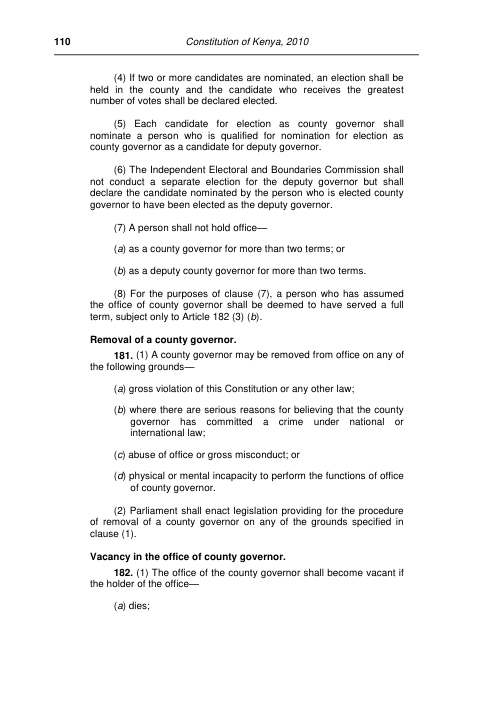 110 Constitution of Kenya, 2010
(4) If two or more candidates are nominated, an election shall be
held in the county and the candidate who receives the greatest
number of votes shall be declared elected.
(5) Each candidate for election as county governor shall
nominate a person who is qualified for nomination for election as
county governor as a candidate for deputy governor.
(6) The Independent Electoral and Boundaries Commission shall
not conduct a separate election for the deputy governor but shall
declare the candidate nominated by the person who is elected county
governor to have been elected as the deputy governor.
(7) A person shall not hold office—
(a) as a county governor for more than two terms; or
(b) as a deputy county governor for more than two terms.
(8) For the purposes of clause (7), a person who has assumed
the office of county governor shall be deemed to have served a full
term, subject only to Article 182 (3) (b).
Removal of a county governor.
181. (1) A county governor may be removed from office on any of
the following grounds—
(a) gross violation of this Constitution or any other law;
(b) where there are serious reasons for believing that the county
governor has committed a crime under national or
international law;
(c) abuse of office or gross misconduct; or
(d) physical or mental incapacity to perform the functions of office
of county governor.
(2) Parliament shall enact legislation providing for the procedure
of removal of a county governor on any of the grounds specified in
clause (1).
Vacancy in the office of county governor.
182. (1) The office of the county governor shall become vacant if
the holder of the office—
(a) dies;